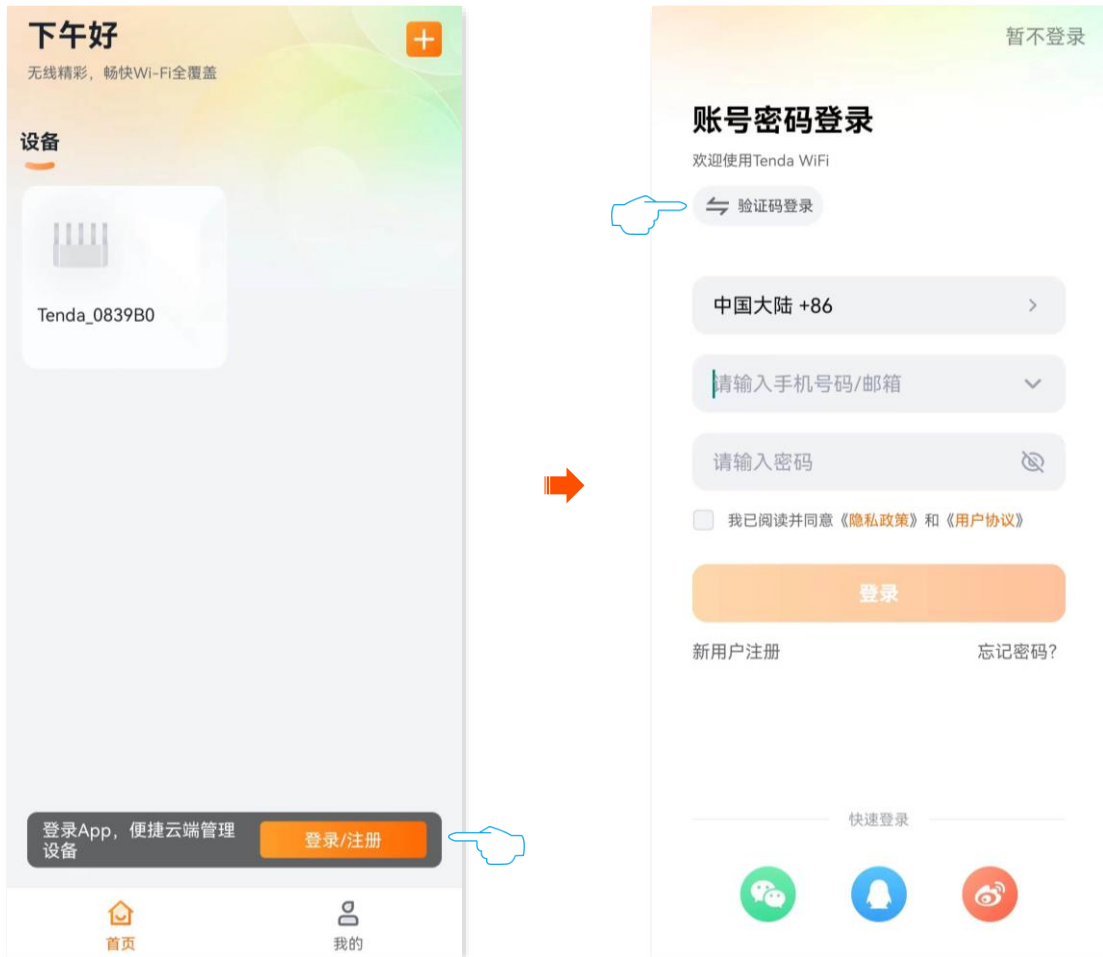 下午好
无线精彩，畅快Wi-Fi全覆盖
设备
Tenda_0839B0
登录App，便捷云端管理
设备
登录/注册
首页
我的
暂不登录
账号密码登录
欢迎使用Tenda WiFi
验证码登录
中国大陆 +86
请输入手机号码/邮箱
请输入密码
我已阅读并同意《隐私政策》和《用户协议》
登录
新用户注册
忘记密码?
快速登录